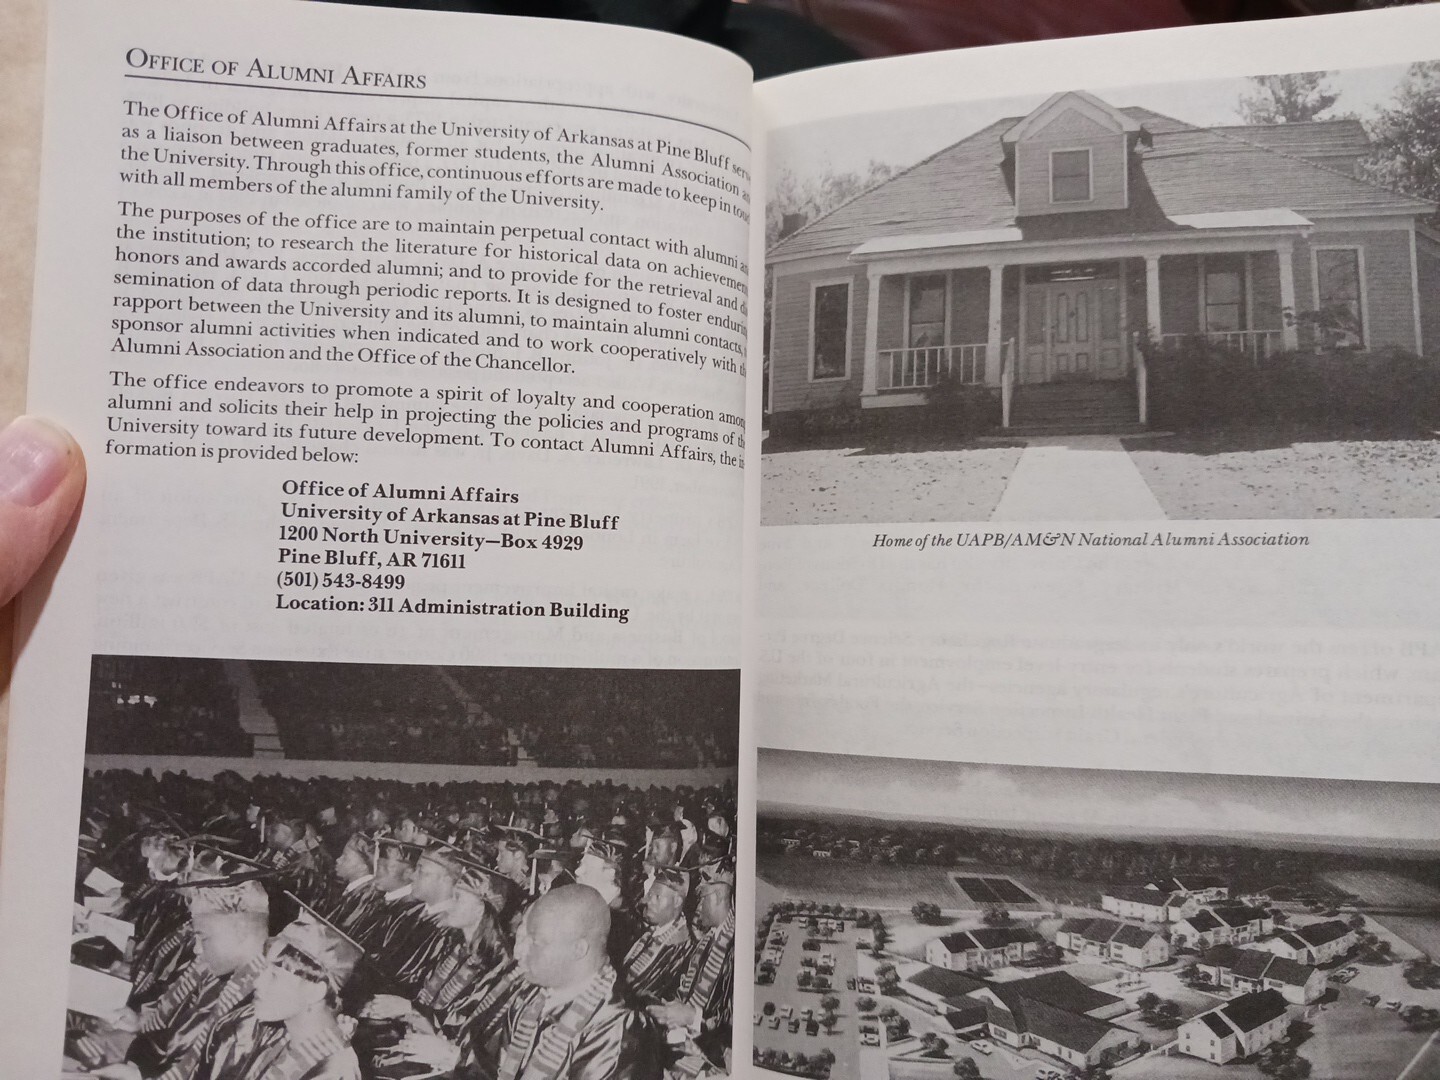 OFFICE OF ALUMNI AFFAIRS
The Office of Alumni Affairs at the University of Arkansas at Pine Bluff serv
as a liaison between graduates, former students, the Alumni Association a
the University. Through this office, continuous efforts are made to keep in tou
with all members of the alumni family of the University.
The purposes of the office are to maintain perpetual contact with alumni a
the institution; to research the literature for historical data on achievemen
honors and awards accorded alumni; and to provide for the retrieval and d
semination of data through periodic reports. It is designed to foster endurin
rapport between the University and its alumni, to maintain alumni contacts,
sponsor alumni activities when indicated and to work cooperatively with th
Alumni Association and the Office of the Chancellor.
The office endeavors to promote a spirit of loyalty and cooperation amon
alumni and solicits their help in projecting the policies and programs of th
University toward its future development. To contact Alumni Affairs, the i
formation is provided below:
Office of Alumni Affairs
University of Arkansas at Pine Bluff
1200 North University—Box 4929
Pine Bluff, AR 71611
(501) 543-8499
Location: 311 Administration Building
Home of the UAPB/AM&N National Alumni Association